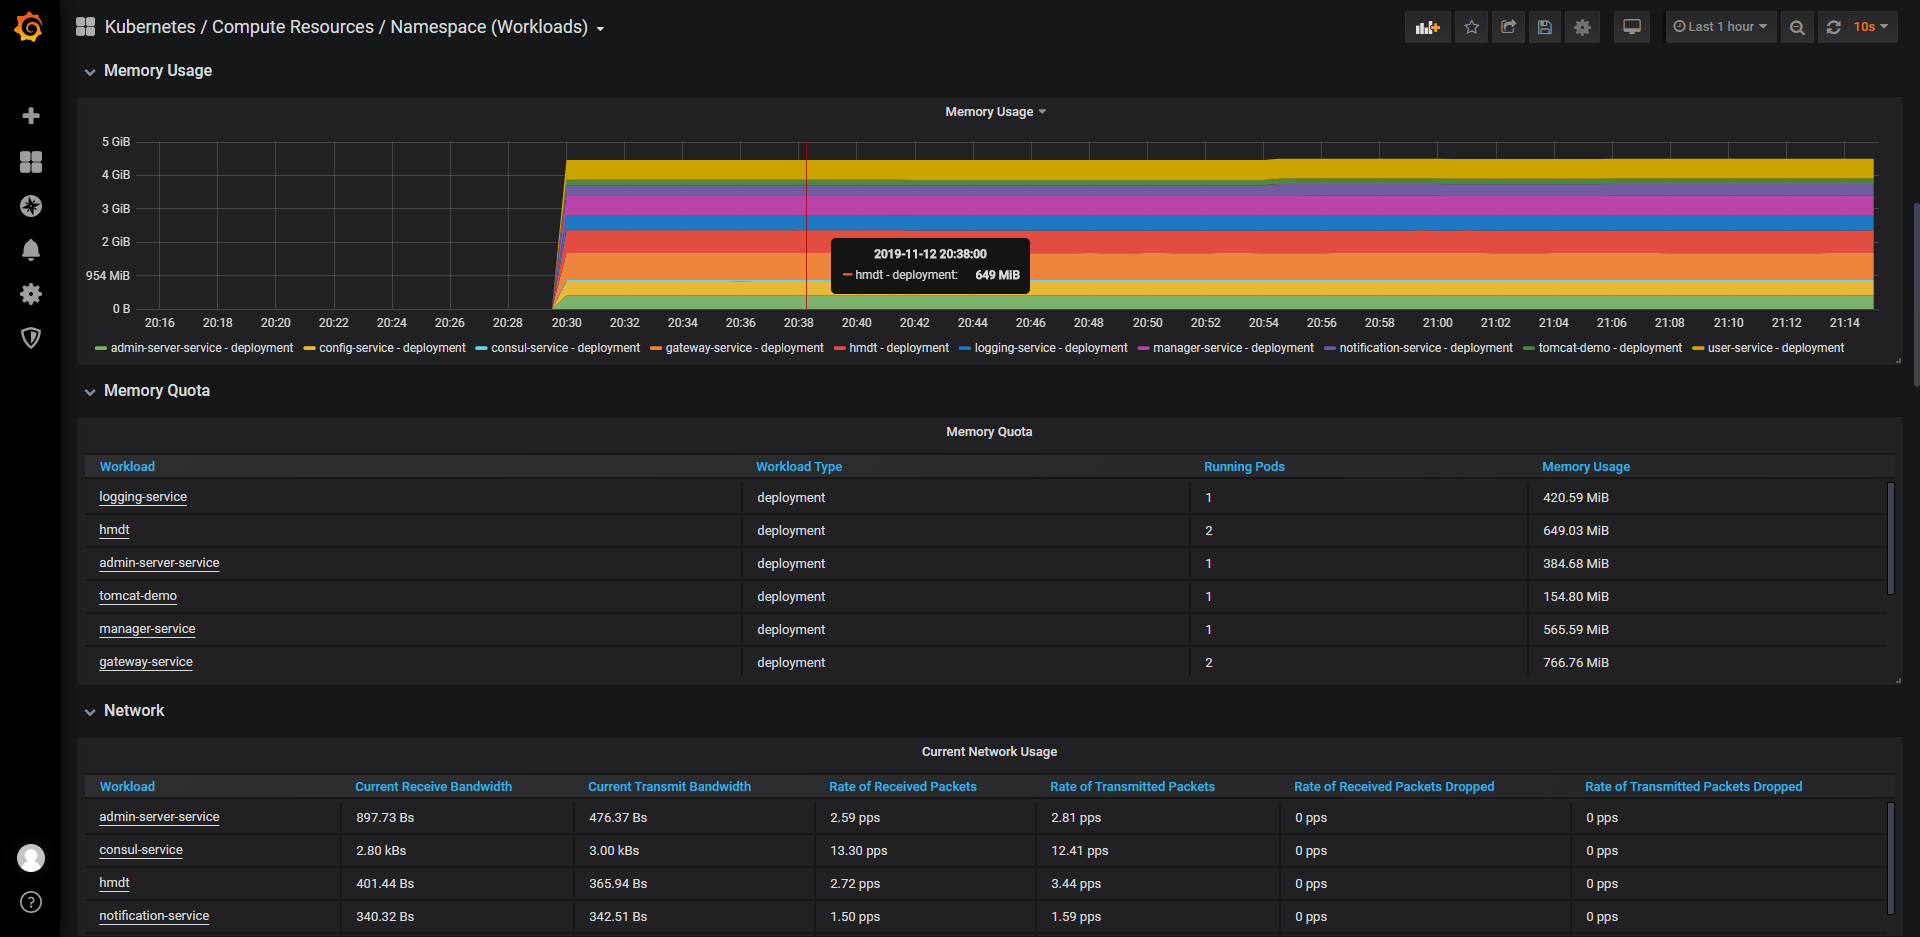 Kubernetes / Compute Resources / Namespace (Workloads)
Last 1 hour
10s
Memory Usage
Memory Usage
5 GiB
4 GiB
3 GiB
2 GiB
954 MiB
0 B
2019-11-12 20:38:00
hmdt - deployment: 649 MiB
20:16 20:18 20:20 20:22 20:24 20:26 20:28 20:30 20:32 20:34 20:36 20:38 20:40 20:42 20:44 20:46 20:48 20:50 20:52 20:54 20:56 20:58 21:00 21:02 21:04 21:06 21:08 21:10 21:12 21:14
admin-server-service - deployment config-service - deployment consul-service - deployment gateway-service - deployment hmdt - deployment logging-service - deployment manager-service - deployment notification-service - deployment tomcat-demo - deployment user-service - deployment
Memory Quota
Memory Quota
Workload Workload Type Running Pods Memory Usage
logging-service deployment 1 420.59 MiB
hmdt deployment 2 649.03 MiB
admin-server-service deployment 1 384.68 MiB
tomcat-demo deployment 1 154.80 MiB
manager-service deployment 1 565.59 MiB
gateway-service deployment 2 766.76 MiB
Network
Current Network Usage
Workload Current Receive Bandwidth Current Transmit Bandwidth Rate of Received Packets Rate of Transmitted Packets Rate of Received Packets Dropped Rate of Transmitted Packets Dropped
admin-server-service 897.73 Bs 476.37 Bs 2.59 pps 2.81 pps 0 pps 0 pps
consul-service 2.80 kBs 3.00 kBs 13.30 pps 12.41 pps 0 pps 0 pps
hmdt 401.44 Bs 365.94 Bs 2.72 pps 3.44 pps 0 pps 0 pps
notification-service 340.32 Bs 342.51 Bs 1.50 pps 1.59 pps 0 pps 0 pps